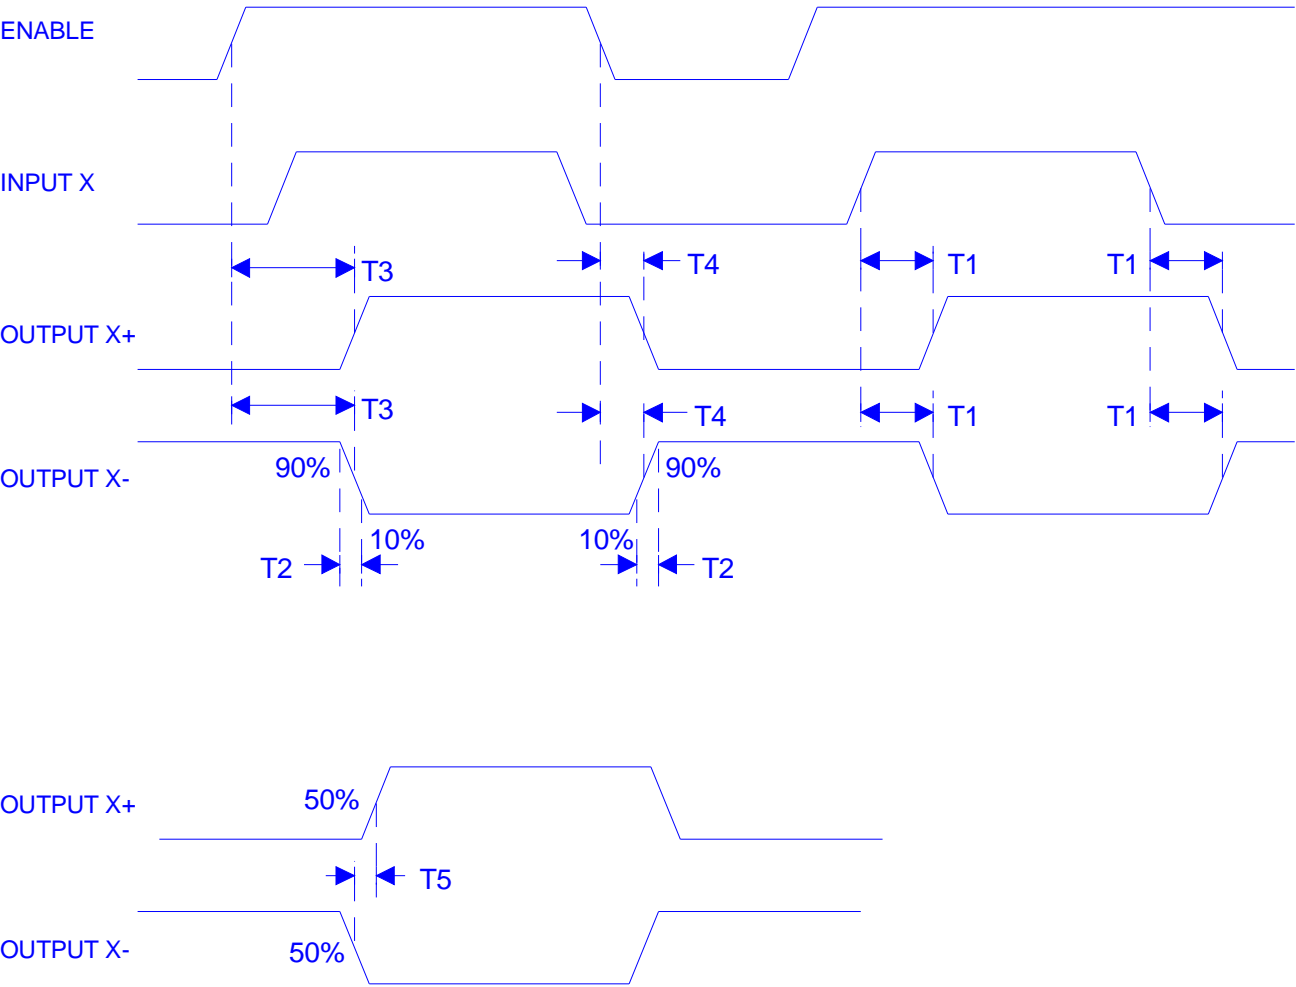 ENABLE
INPUT X
T3 T4 T1 T1
OUTPUT X+
T3 T4 T1 T1
90% 90%
OUTPUT X-
10% 10%
T2 T2
OUTPUT X+ 50%
T5
OUTPUT X- 50%